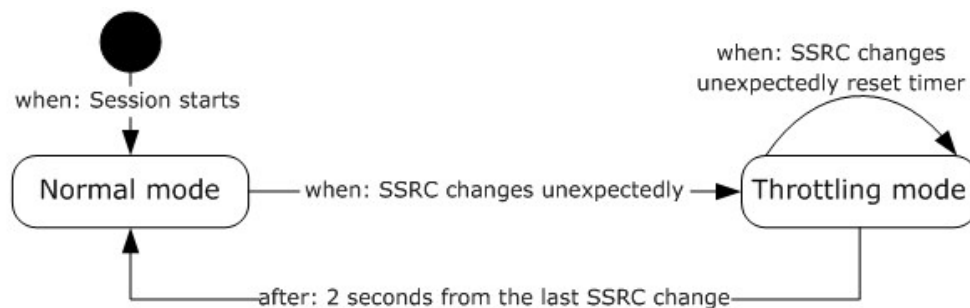 when: Session starts
when: SSRC changes
unexpectedly reset timer
Normal mode
when: SSRC changes unexpectedly
Throttling mode
after: 2 seconds from the last SSRC change